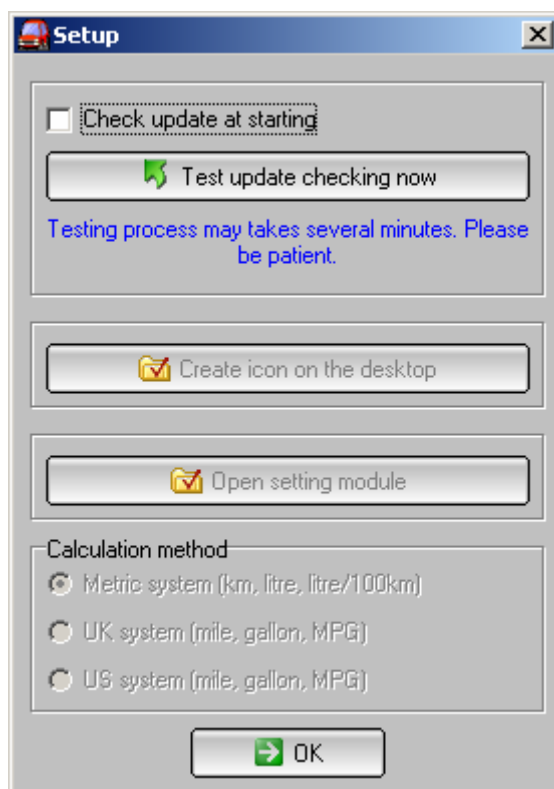 Setup
Check update at starting
Test update checking now
Testing process may takes several minutes. Please
be patient.
Create icon on the desktop
Open setting module
Calculation method
Metric system (km, litre, litre/100km)
UK system (mile, gallon, MPG)
US system (mile, gallon, MPG)
OK